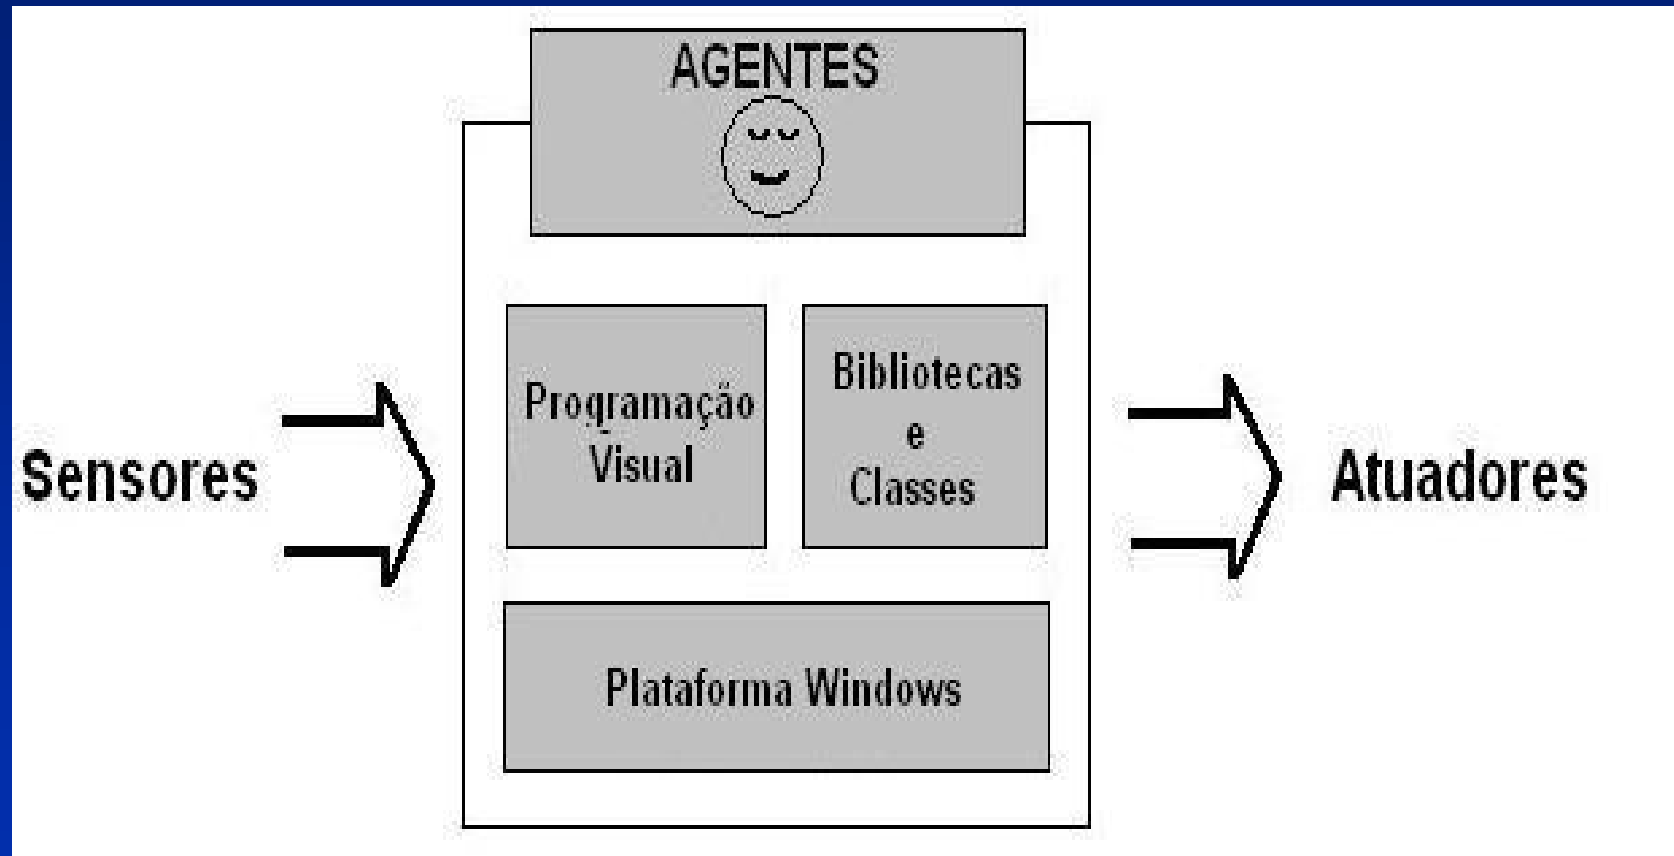 AGENTES
Programação
Visual
Bibliotecas
e
Classes
Sensores
Atuadores
Plataforma Windows